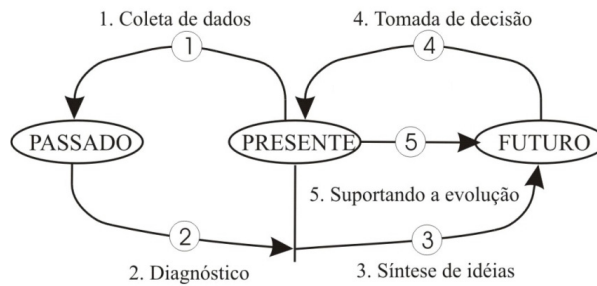 1. Coleta de dados
4. Tomada de decisão
1
4
PASSADO
PRESENTE
5
FUTURO
5. Suportando a evolução
2
3
2. Diagnóstico
3. Síntese de idéias